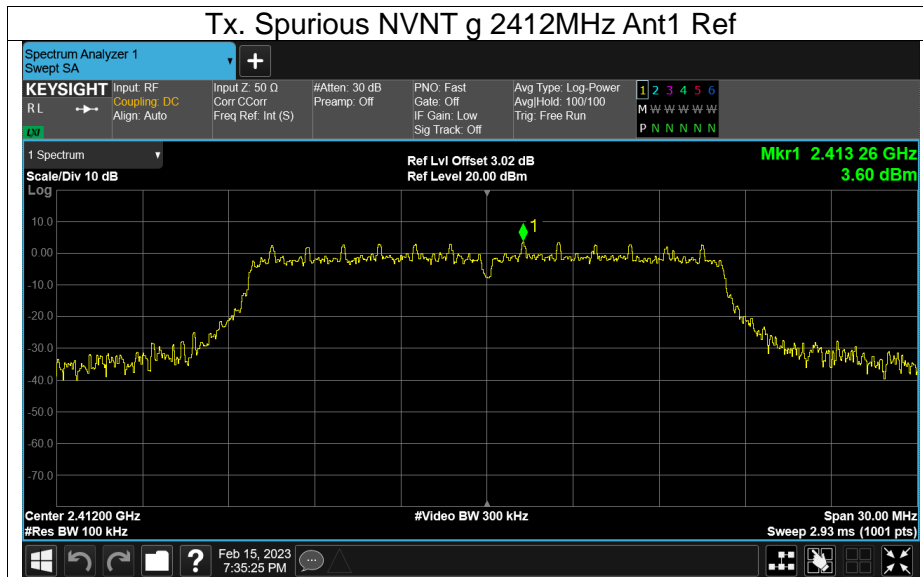 Tx. Spurious NVNT g 2412MHz Ant1 Ref
Spectrum Analyzer 1
Swept SA
+
KEYSIGHT
R L
LXI
Input: RF
Coupling: DC
Align: Auto
Input Z: 50 Ω
Corr CCorr
Freq Ref: Int (S)
#Atten: 30 dB
Preamp: Off
PNO: Fast
Gate: Off
IF Gain: Low
Sig Track: Off
Avg Type: Log-Power
Avg|Hold: 100/100
Trig: Free Run
1 2 3 4 5 6
M W W W W W
P N N N N N
1 Spectrum
Scale/Div 10 dB
Ref Lvl Offset 3.02 dB
Ref Level 20.00 dBm
Mkr1 2.413 26 GHz
3.60 dBm
Log
10.0
0.00
-10.0
-20.0
-30.0
-40.0
-50.0
-60.0
-70.0
1
Center 2.41200 GHz
#Res BW 100 kHz
#Video BW 300 kHz
Span 30.00 MHz
Sweep 2.93 ms (1001 pts)
?
Feb 15, 2023
7:35:25 PM